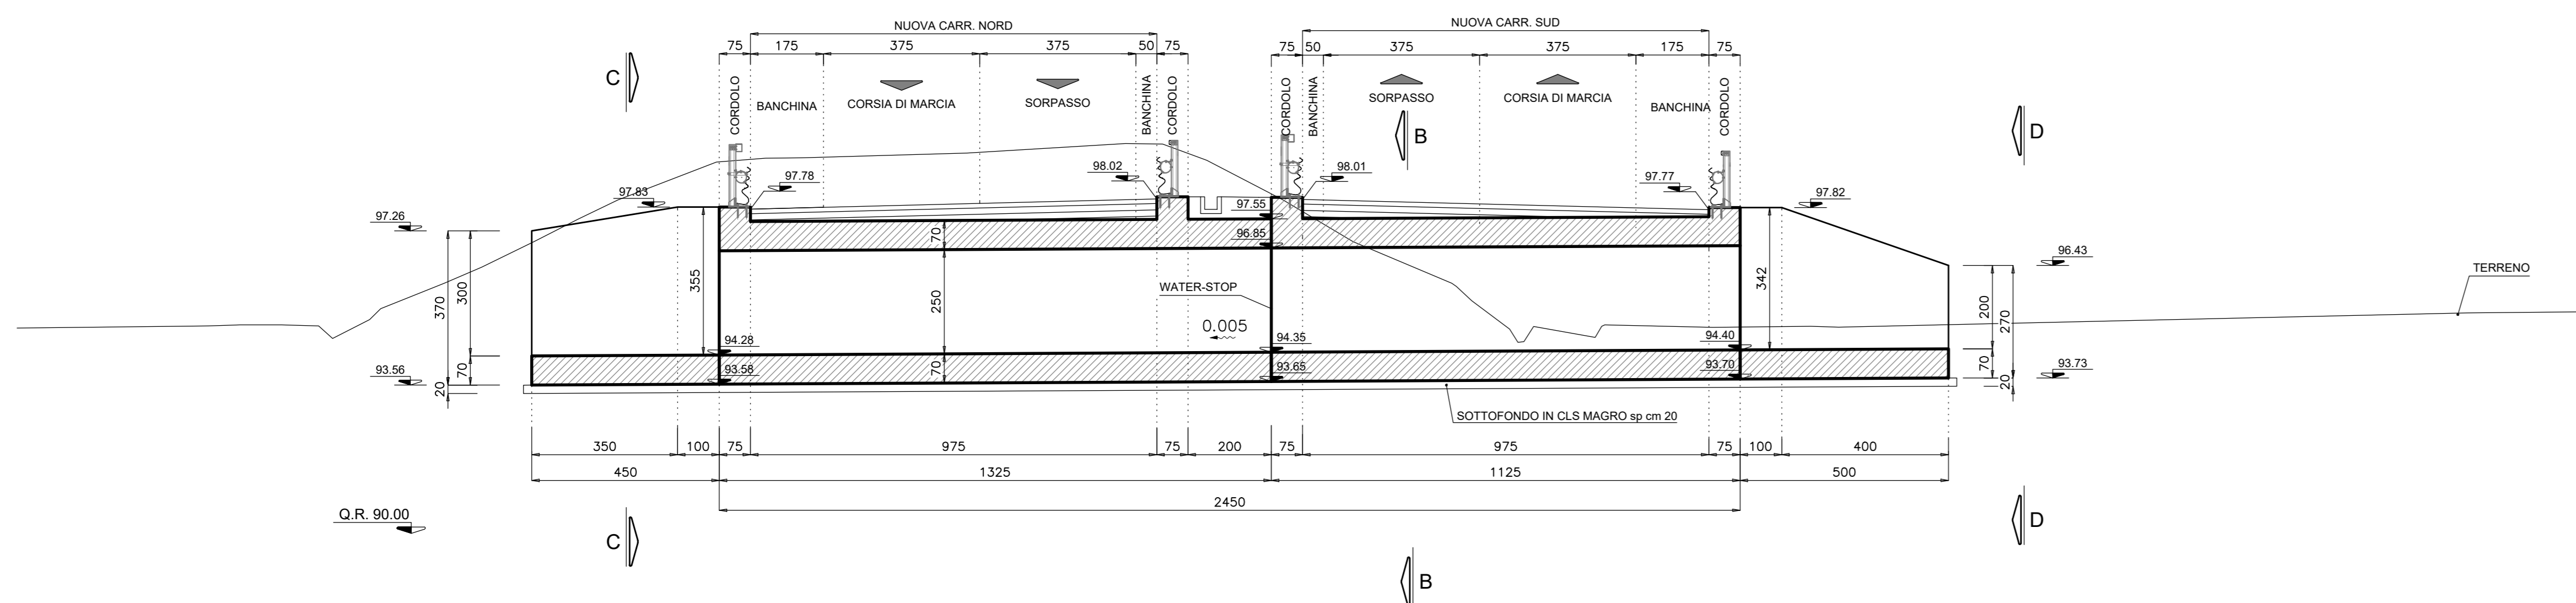 NUOVA CARR. NORD
NUOVA CARR. SUD
75 175 375 375 50 75
75 50 375 375 175 75
C
CORDOLO
BANCHINA
CORSIA DI MARCIA
SORPASSO
BANCHINA
CORDOLO
CORDOLO
BANCHINA
SORPASSO
CORSIA DI MARCIA
BANCHINA
CORDOLO
B
D
97.26
97.83
97.78
98.02
97.55
98.01
97.77
97.82
96.43
96.85
TERRENO
370
300
355
70
250
WATER-STOP
0.005
342
200
270
94.28
94.35
94.40
93.56
93.58
93.65
93.70
93.73
20
70
70
70
20
SOTTOFONDO IN CLS MAGRO sp cm 20
350 100 75 975 75 200 75 975 75 100 400
450 1325 1125 500
2450
Q.R. 90.00
C
D
B